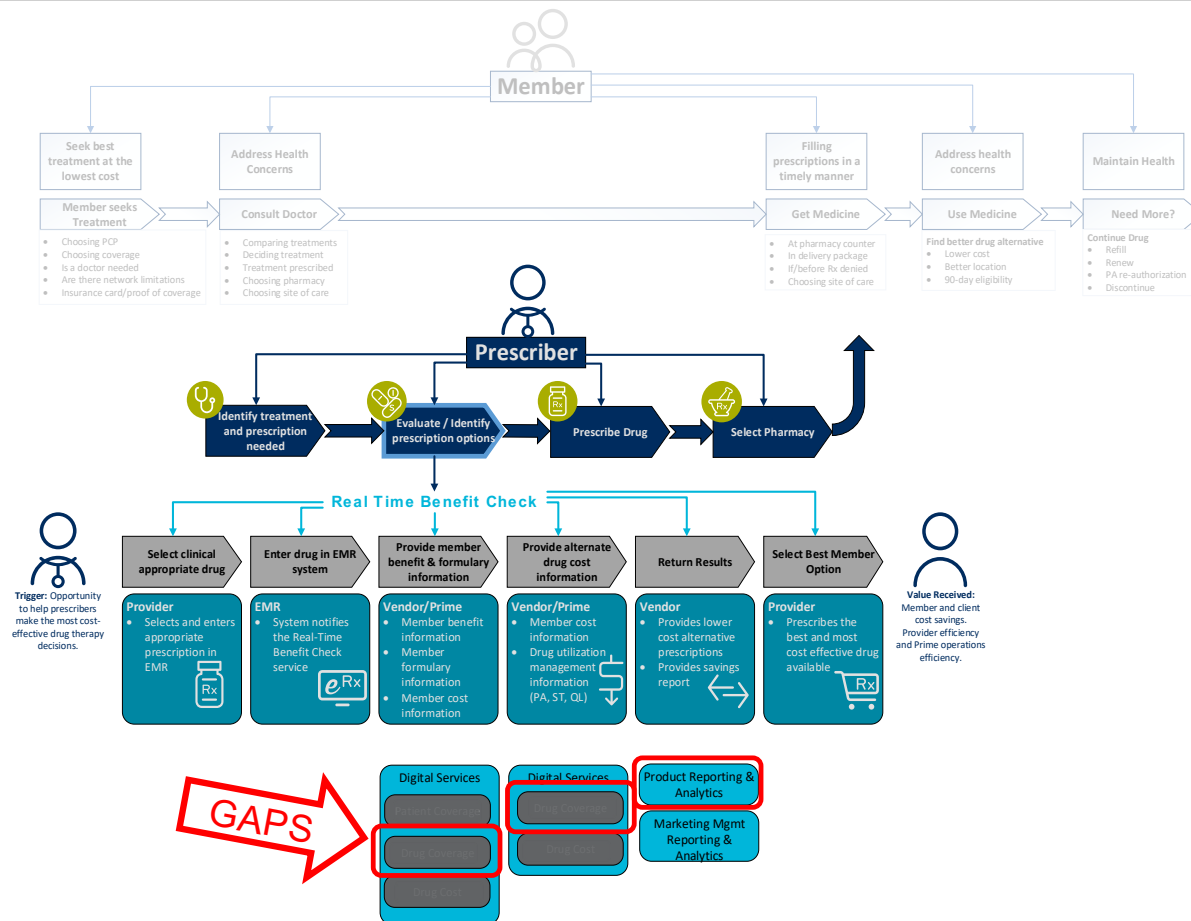 Member
Seek best
treatment at the
lowest cost
Address Health
Concerns
Filling
prescriptions in a
timely manner
Address health
concerns
Maintain Health
Member seeks
Treatment
Consult Doctor
Get Medicine
Use Medicine
Need More?
• Choosing PCP
• Choosing coverage
• Is a doctor needed
• Are there network limitations
• Insurance card/proof of coverage
• Comparing treatments
• Deciding treatment
• Treatment prescribed
• Choosing pharmacy
• Choosing site of care
• At pharmacy counter
• In delivery package
• If/before Rx denied
• Choosing site of care
Find better drug alternative
• Lower cost
• Better location
• 90-day eligibility
Continue Drug
• Refill
• Renew
• PA re-authorization
• Discontinue
Prescriber
Identify treatment
and prescription
needed
Evaluate / Identify
prescription options
$
Rx
Prescribe Drug
Rx
Select Pharmacy
Real Time Benefit Check
Trigger: Opportunity
to help prescribers
make the most cost-
effective drug therapy
decisions.
Select clinical
appropriate drug
Enter drug in EMR
system
Provide member
benefit & formulary
information
Provide alternate
drug cost
information
Return Results
Select Best Member
Option
Value Received:
Member and client
cost savings.
Provider efficiency
and Prime operations
efficiency.
Provider
• Selects and enters
appropriate
prescription in
EMR
Rx
EMR
• System notifies
the Real-Time
Benefit Check
service
eRx
Vendor/Prime
• Member benefit
information
• Member
formulary
information
• Member cost
information
Vendor/Prime
• Member cost
information
• Drug utilization
management
information
(PA, ST, QL)
Vendor
• Provides lower
cost alternative
prescriptions
• Provides savings
report
Provider
• Prescribes the
best and most
cost effective drug
available
Rx
GAPS
Digital Services
Patient Coverage
Drug Coverage
Drug Cost
Digital Services
Drug Coverage
Drug Cost
Product Reporting &
Analytics
Marketing Mgmt
Reporting &
Analytics